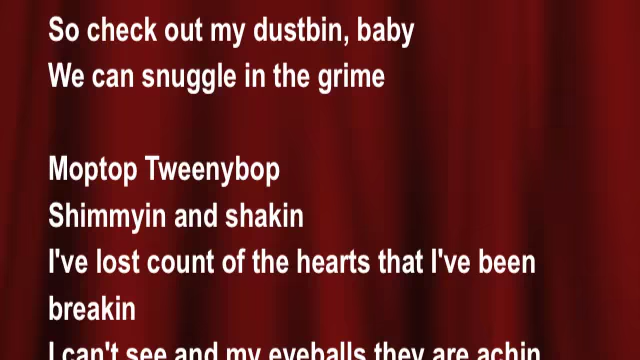 So check out my dustbin, baby
We can snuggle in the grime
Moptop Tweenybop
Shimmyin and shakin
I've lost count of the hearts that I've been
breakin
I can't see and my eyeballs they are achin